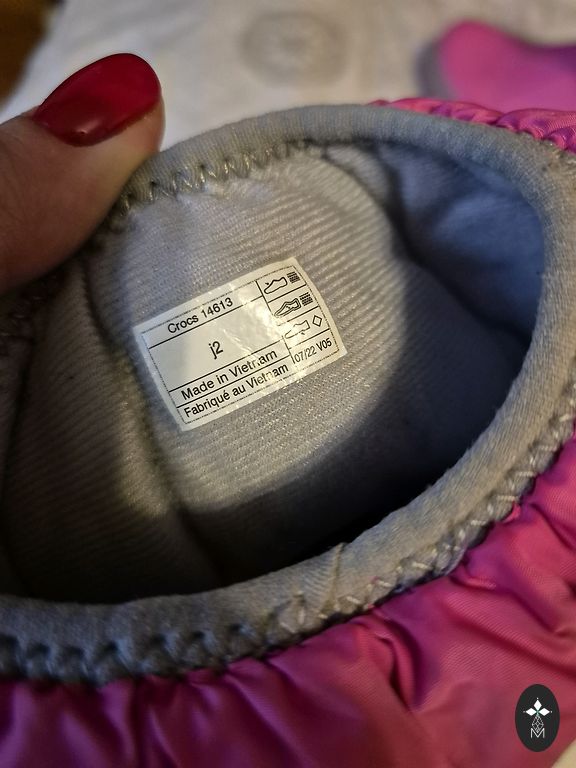 Crocs 14613
j2
Made in Vietnam
Fabriqué au Vietnam
07/22 V05
M